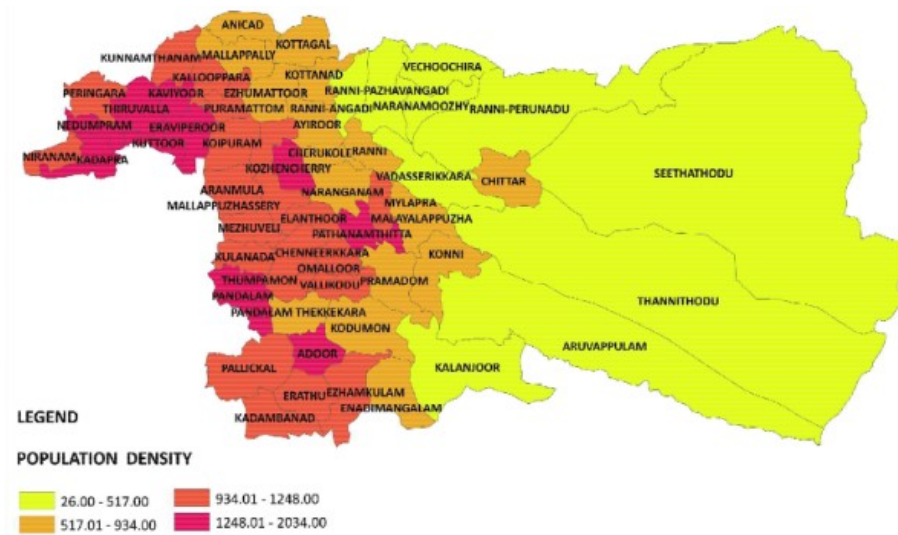 ANICAD
KOTTAGAL
KUNNAMTHANAM
MALLAPPALLY
VECHOOCHIRA
KALLOOPPARA
KOTTANAD
PERINGARA
KAVIYOOR
EZHUMATTOOR
RANNI-PAZHAVANGADI
THIRUVALLA
PURAMATTOM
RANNI-ANGADI
NARANAMOOZHY
RANNI-PERUNADU
NEDUMPRAM
ERAVIPEROOR
AYIROOR
KUTTOOR
KOIPURAM
NIRANAM
KADAPRA
CHERUKOLE
RANNI
KOZHENCHERRY
VADASSERIKKARA
CHITTAR
SEETHATHODU
ARANMULA
NARANGANAM
MALLAPPUZHASSERY
MYLAPRA
ELANTHOOR
MALAYALAPPUZHA
MEZHUVELI
PATHANAMTHITTA
KULANADA
CHENNEERKKARA
KONNI
OMALLOOR
THUMPAMON
VALLIKODU
PRAMADOM
PANDALAM
THANNITHODU
PANDALAM THEKKEKARA
KODUMON
ARUVAPPULAM
ADOOR
PALLICKAL
KALANJOOR
ERATHU
EZHAMKULAM
ENADIMANGALAM
KADAMBANAD
LEGEND
POPULATION DENSITY
26.00 - 517.00
934.01 - 1248.00
517.01 - 934.00
1248.01 - 2034.00